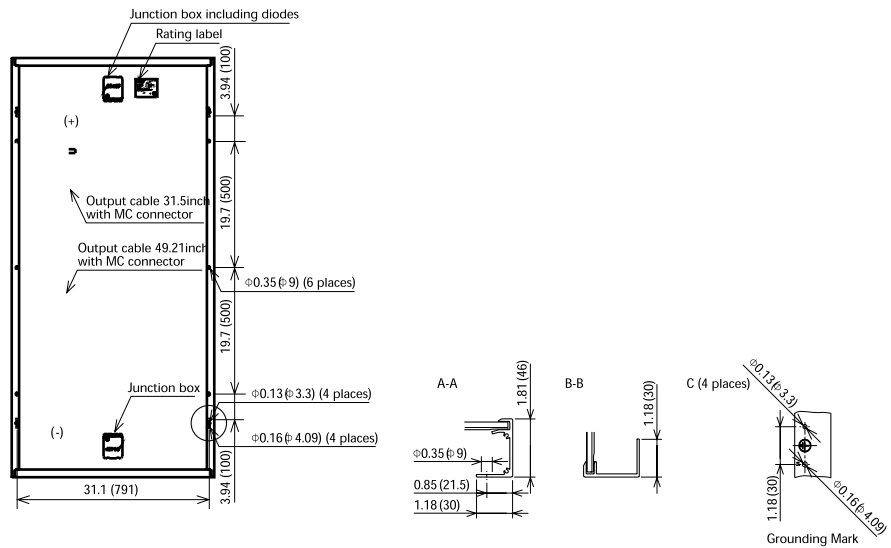 Junction box including diodes
Rating label
3.94 (100)
(+)
19.7 (500)
Output cable 31.5inch
with MC connector
Output cable 49.21inch
with MC connector
Φ0.35(Φ9) (6 places)
19.7 (500)
Junction box
Φ0.13(Φ3.3) (4 places)
(-)
Φ0.16(Φ4.09) (4 places)
3.94 (100)
31.1 (791)
A-A
1.81 (46)
Φ0.35(Φ9)
0.85 (21.5)
1.18 (30)
B-B
1.18 (30)
C (4 places)
Φ0.13(Φ3.3)
1.18 (30)
Φ0.16(Φ4.09)
Grounding Mark